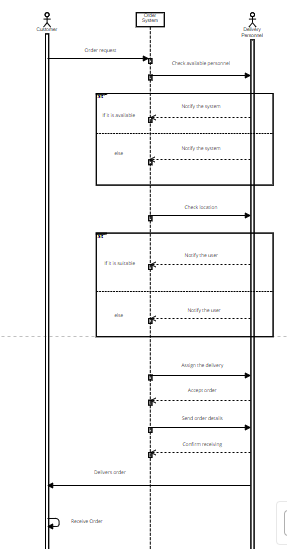 Customer
Order
System
Delivery
Personnel
Order request
Check available personnel
Notify the system
if it is available
Notify the system
else
Check location
Notify the user
if it is suitable
Notify the user
else
Assign the delivery
Accept order
Send order details
Confirm receiving
Delivers order
Receive Order